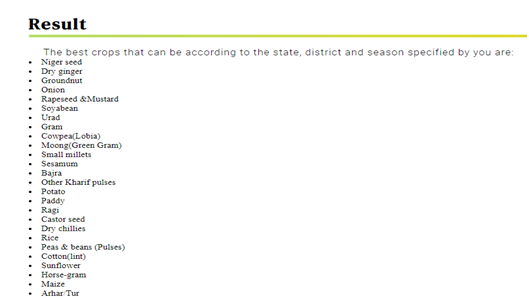 Result
The best crops that can be according to the state, district and season specified by you are:
• Niger seed
• Dry ginger
• Groundnut
• Onion
• Rapeseed &Mustard
• Soyabean
• Urad
• Gram
• Cowpea(Lobia)
• Moong(Green Gram)
• Small millets
• Sesamum
• Bajra
• Other Kharif pulses
• Potato
• Paddy
• Ragi
• Castor seed
• Dry chillies
• Rice
• Peas & beans (Pulses)
• Cotton(lint)
• Sunflower
• Horse-gram
• Maize
• Arhar/Tur